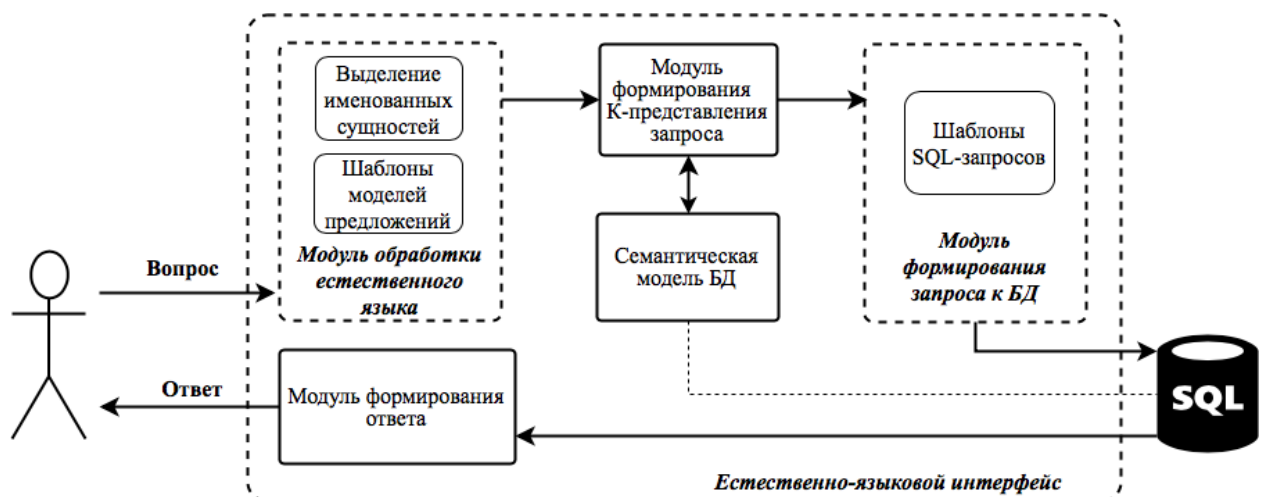 Выделение
именованных
сущностей
Шаблоны
моделей
предложений
Модуль обработки
естественного
языка
Модуль
формирования
К-представления
запроса
Семантическая
модель БД
Шаблоны
SQL-запросов
Модуль
формирования
запроса к БД
Вопрос
Ответ
Модуль формирования
ответа
SQL
Естественно-языковой интерфейс